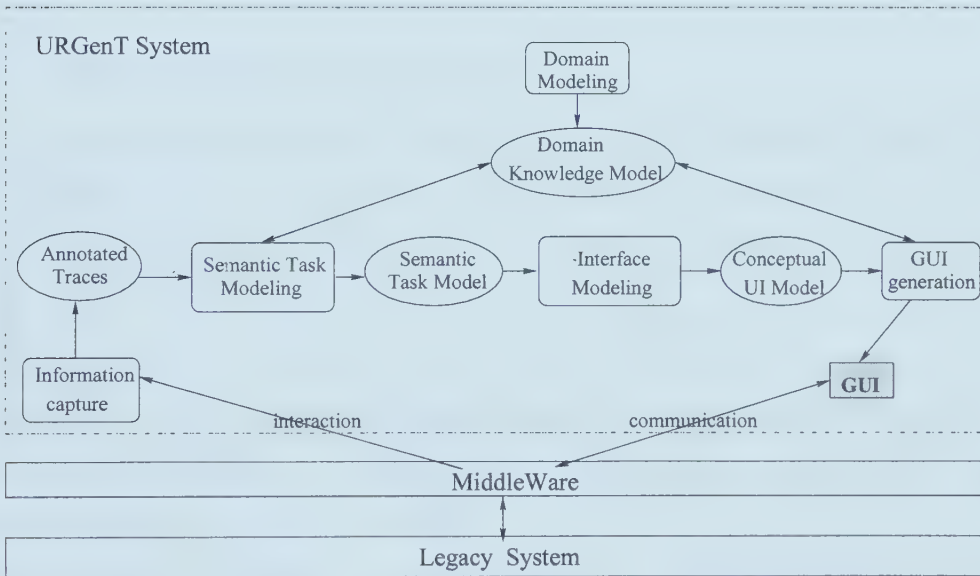 URGenT System
Domain
Modeling
Domain
Knowledge Model
Annotated
Traces
Semantic Task
Modeling
Semantic
Task Model
Interface
Modeling
Conceptual
UI Model
GUI
generation
Information
capture
GUI
interaction
communication
MiddleWare
Legacy System